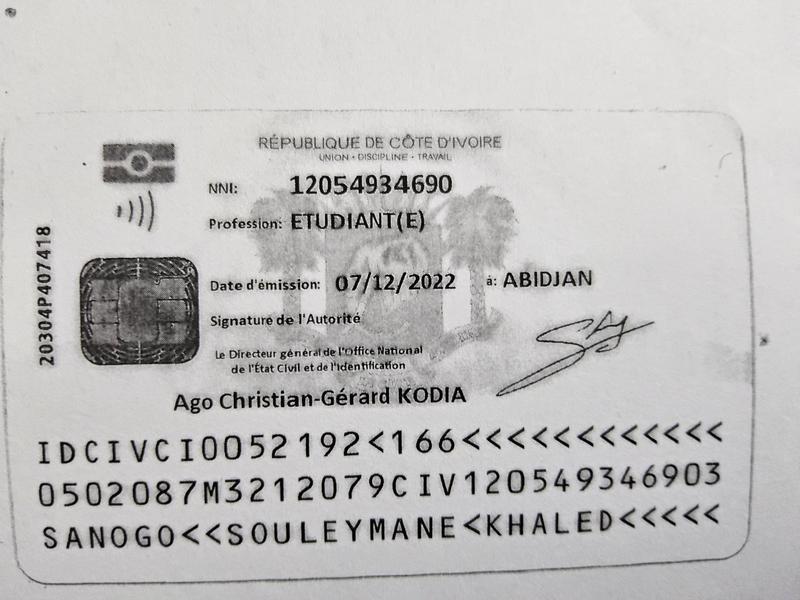 RÉPUBLIQUE DE CÔTE D'IVOIRE
UNION - DISCIPLINE - TRAVAIL
NNI: 12054934690
Profession: ETUDIANT(E)
20304P407418
Date d'émission: 07/12/2022 à: ABIDJAN
Signature de l'Autorité
Le Directeur général de l'Office National
de l'État Civil et de l'Identification
Ago Christian-Gérard KODIA
IDCIVCI0052192<166<<<<<<<<<<<<
0502087M3212079CIV120549346903
SANOGO<<SOULEYMANE<KHALED<<<<<